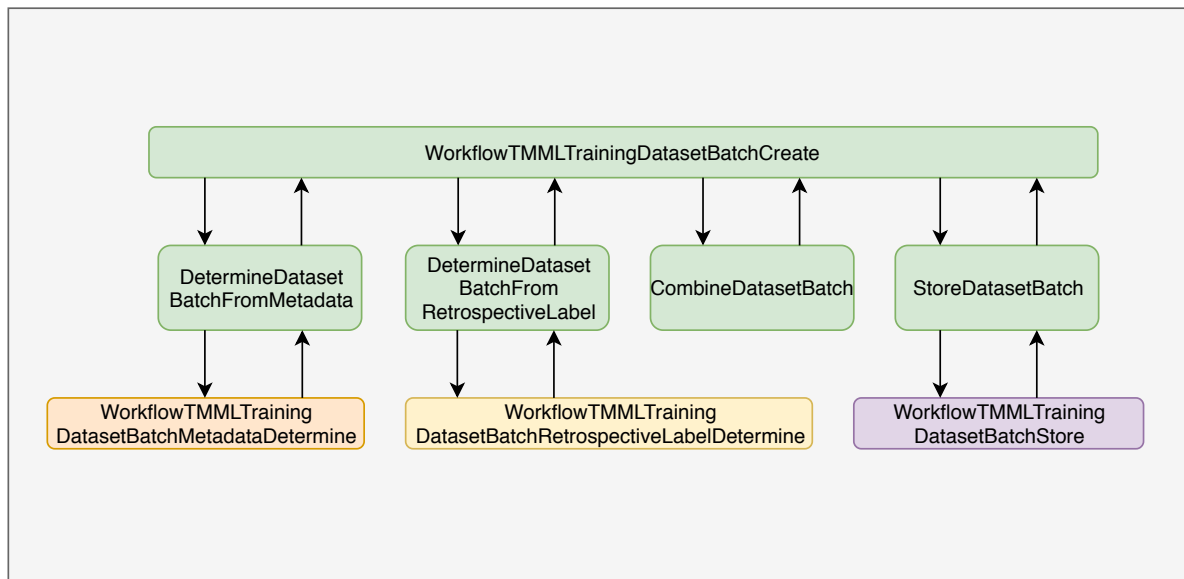 WorkflowTMMLTrainingDatasetBatchCreate
DetermineDataset
BatchFromMetadata
DetermineDataset
BatchFrom
RetrospectiveLabel
CombineDatasetBatch
StoreDatasetBatch
WorkflowTMMLTraining
DatasetBatchMetadataDetermine
WorkflowTMMLTraining
DatasetBatchRetrospectiveLabelDetermine
WorkflowTMMLTraining
DatasetBatchStore